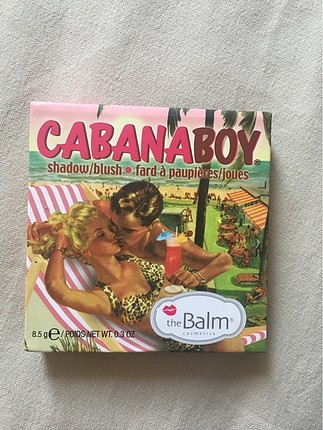 CABANABOY®
shadow/blush • fard à paupières/joues
the Balm®
cosmetics
8.5 g ℮/POIDS NET WT. 0.3 OZ.